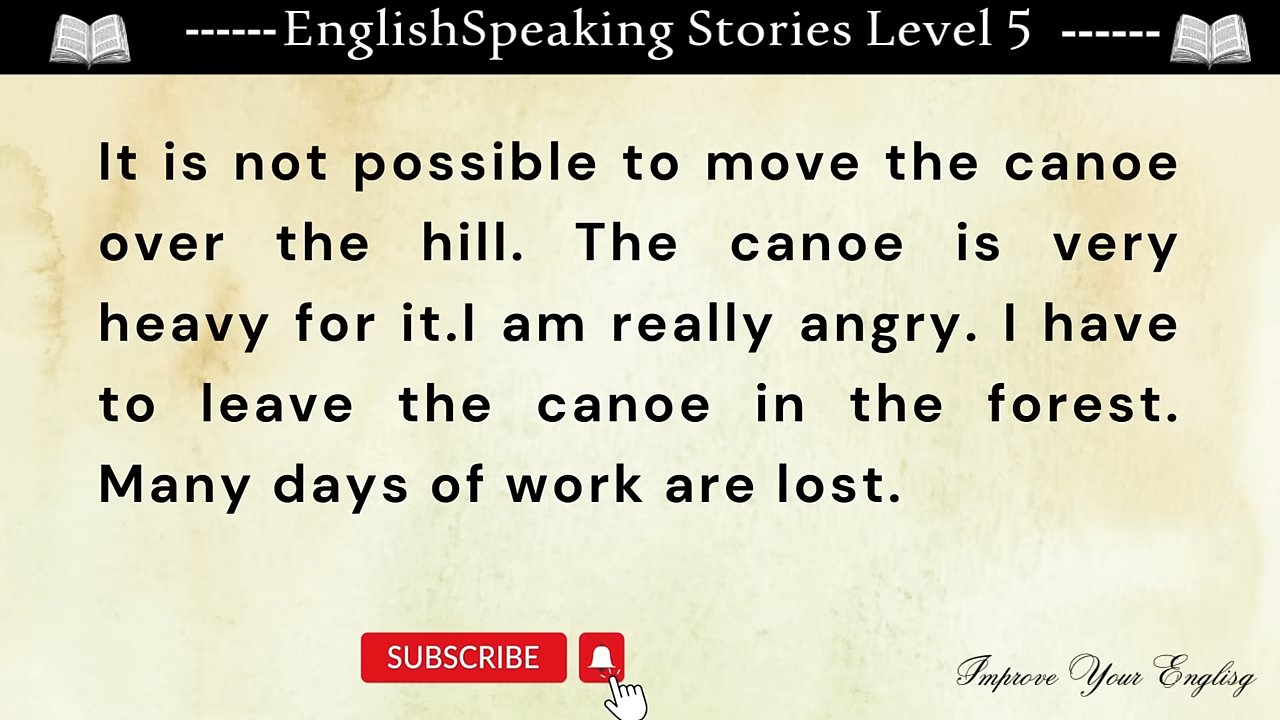 ------EnglishSpeaking Stories Level 5 ------
It is not possible to move the canoe
over the hill. The canoe is very
heavy for it.I am really angry. I have
to leave the canoe in the forest.
Many days of work are lost.
SUBSCRIBE
Improve Your Englisg